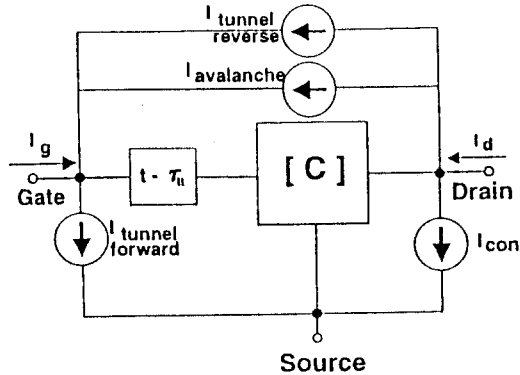 I tunnel
reverse
I avalanche
I g
I d
t - τ tt
[ C ]
Gate
Drain
I tunnel
forward
I con
Source